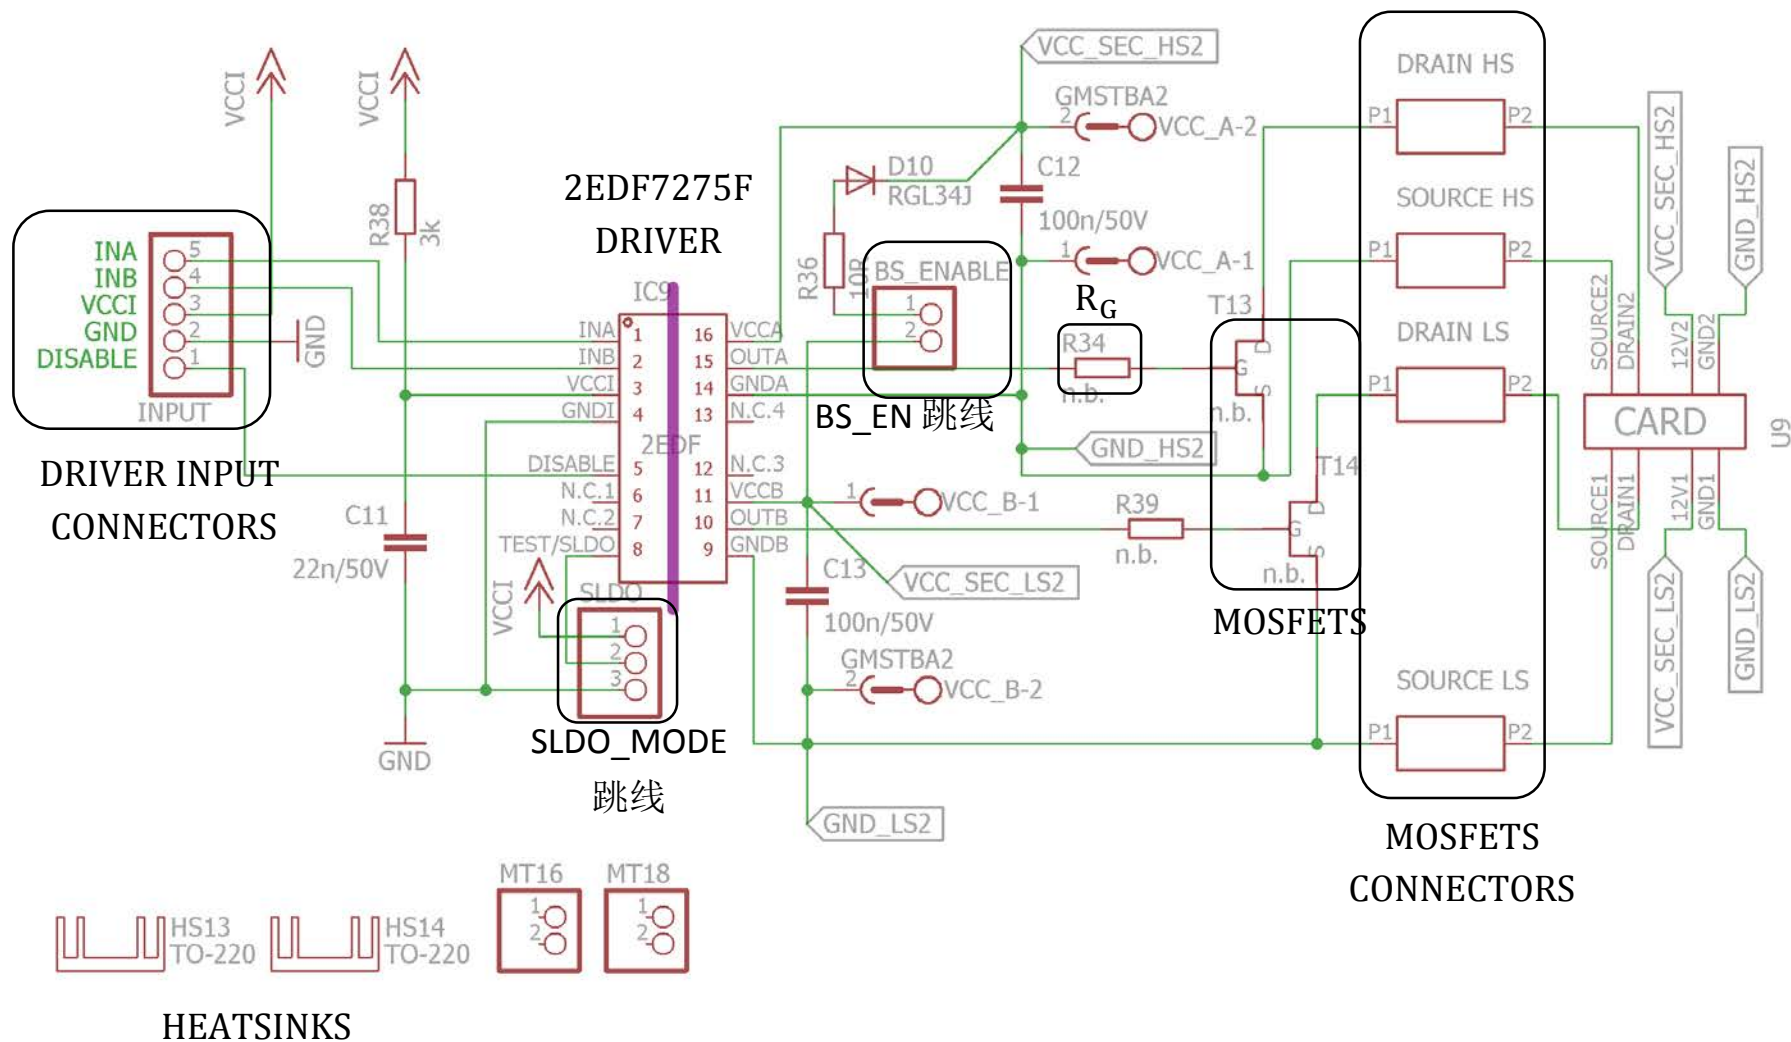 VCCI
VCCI
VCC_SEC_HS2
DRAIN HS
GMSTBA2
2
VCC_A-2
P1
P2
VCC_SEC_HS2
GND_HS2
D10
RGL34J
C12
100n/50V
2EDF7275F
DRIVER
R38
3k
SOURCE HS
P1
P2
INA
INB
VCCI
GND
DISABLE
5
4
3
2
1
INPUT
GND
DRIVER INPUT
CONNECTORS
R36
10R
BS_ENABLE
1
2
BS_EN 跳线
1
VCC_A-1
RG
R34
n.b.
T13
G
D
S
n.b.
DRAIN LS
P1
P2
SOURCE2
DRAIN2
12V2
GND2
CARD
U9
SOURCE1
DRAIN1
12V1
GND1
IC9
2EDF
INA
INB
VCCI
GNDI
DISABLE
N.C.1
N.C.2
TEST/SLDO
1
2
3
4
5
6
7
8
16
15
14
13
12
11
10
9
VCCA
OUTA
GNDA
N.C.4
N.C.3
VCCB
OUTB
GNDB
GND_HS2
T14
G
D
S
n.b.
MOSFETS
1
VCC_B-1
R39
n.b.
C11
22n/50V
VCCI
SLDO
1
2
3
SLDO_MODE
跳线
C13
100n/50V
VCC_SEC_LS2
GMSTBA2
2
VCC_B-2
SOURCE LS
P1
P2
VCC_SEC_LS2
GND_LS2
GND
GND_LS2
MOSFETS
CONNECTORS
HS13
TO-220
HS14
TO-220
MT16
1
2
MT18
1
2
HEATSINKS